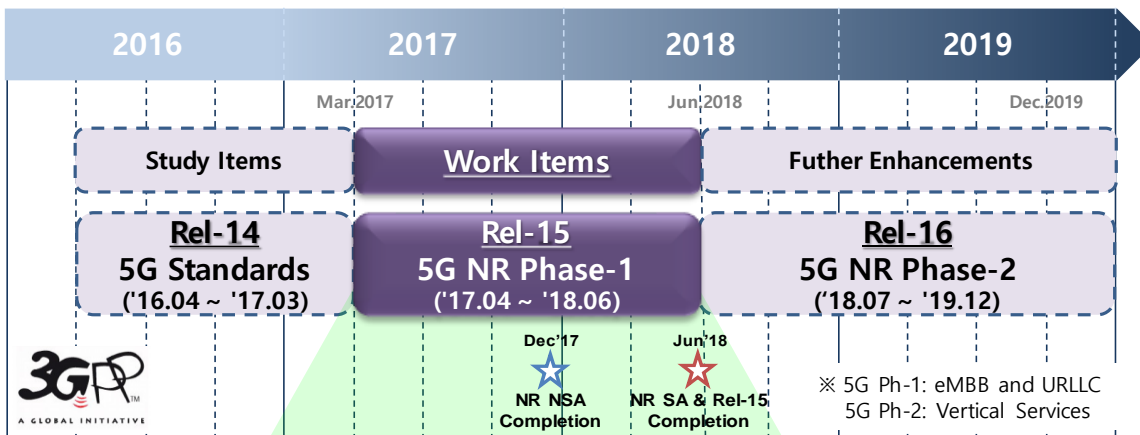 2016 2017 2018 2019
Mar.2017 Jun.2018 Dec.2019
Study Items
Work Items
Futher Enhancements
Rel-14
5G Standards
('16.04 ~ '17.03)
Rel-15
5G NR Phase-1
('17.04 ~ '18.06)
Rel-16
5G NR Phase-2
('18.07 ~ '19.12)
Dec'17
NR NSA
Completion
Jun'18
NR SA & Rel-15
Completion
3GPP™
A GLOBAL INITIATIVE
※ 5G Ph-1: eMBB and URLLC
5G Ph-2: Vertical Services